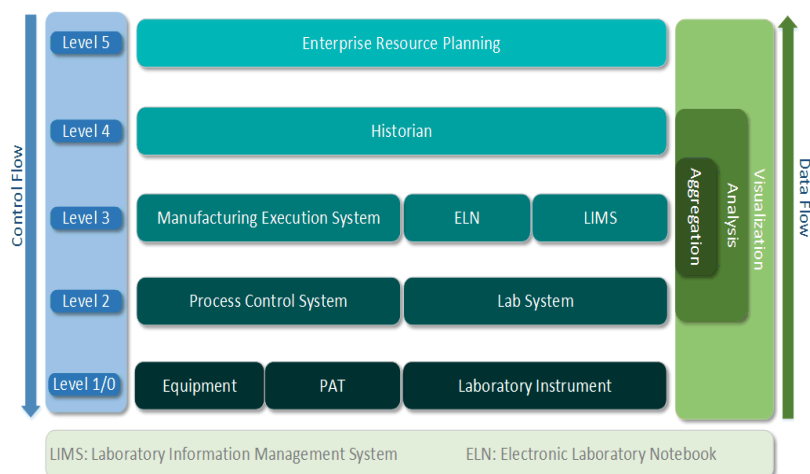 Control Flow
Level 5
Enterprise Resource Planning
Level 4
Historian
Level 3
Manufacturing Execution System
ELN
LIMS
Level 2
Process Control System
Lab System
Level 1/0
Equipment
PAT
Laboratory Instrument
Aggregation
Analysis
Visualization
Data Flow
LIMS: Laboratory Information Management System
ELN: Electronic Laboratory Notebook